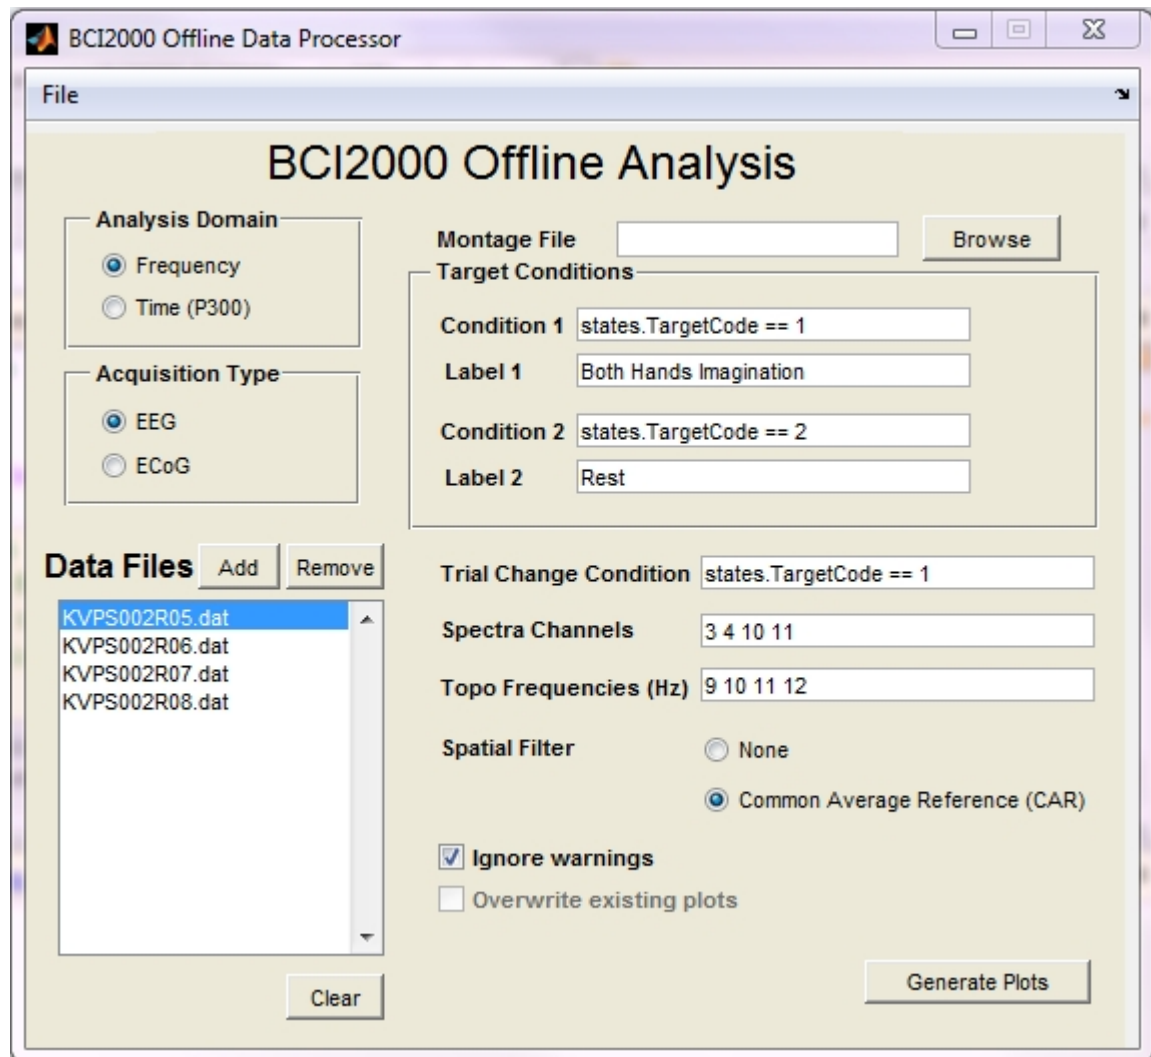 BCI2000 Offline Data Processor
File
BCI2000 Offline Analysis
Analysis Domain
Frequency
Time (P300)
Acquisition Type
EEG
ECoG
Data Files Add Remove
KVPS002R05.dat
KVPS002R06.dat
KVPS002R07.dat
KVPS002R08.dat
Clear
Montage File Browse
Target Conditions
Condition 1 states.TargetCode == 1
Label 1 Both Hands Imagination
Condition 2 states.TargetCode == 2
Label 2 Rest
Trial Change Condition states.TargetCode == 1
Spectra Channels 3 4 10 11
Topo Frequencies (Hz) 9 10 11 12
Spatial Filter None
Common Average Reference (CAR)
Ignore warnings
Overwrite existing plots
Generate Plots